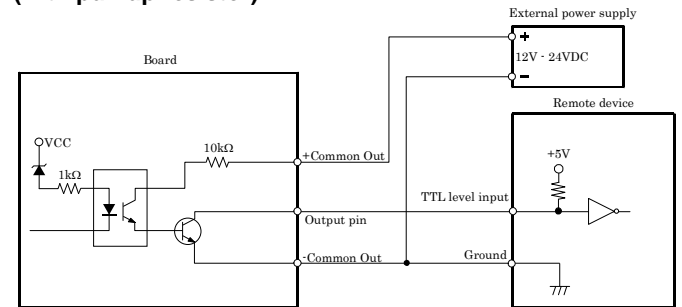 External power supply
+
12V - 24VDC
−
Board
Remote device
VCC
1kΩ
10kΩ
+Common Out
+5V
TTL level input
Output pin
-Common Out
Ground